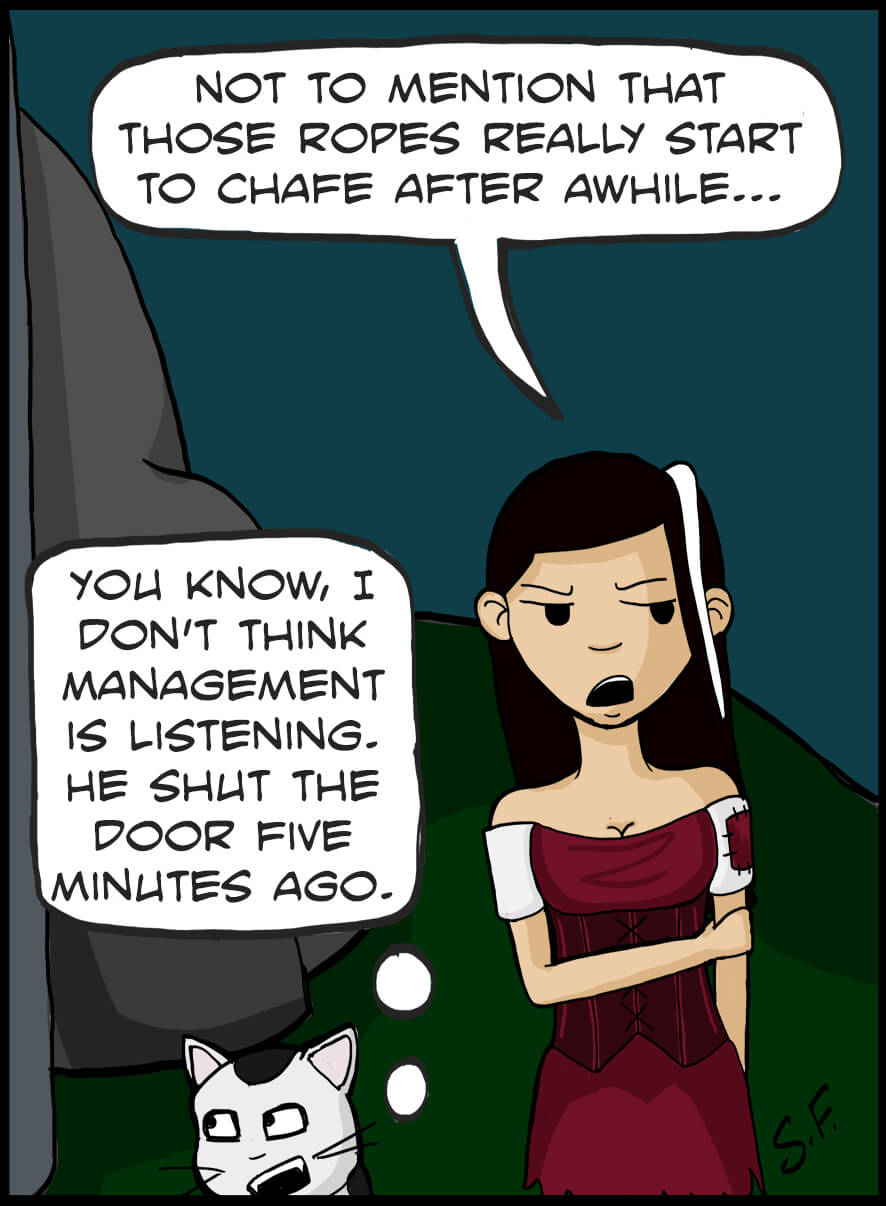 NOT TO MENTION THAT
THOSE ROPES REALLY START
TO CHAFE AFTER AWHILE...
YOU KNOW, I
DON'T THINK
MANAGEMENT
IS LISTENING.
HE SHUT THE
DOOR FIVE
MINUTES AGO.
S.F.